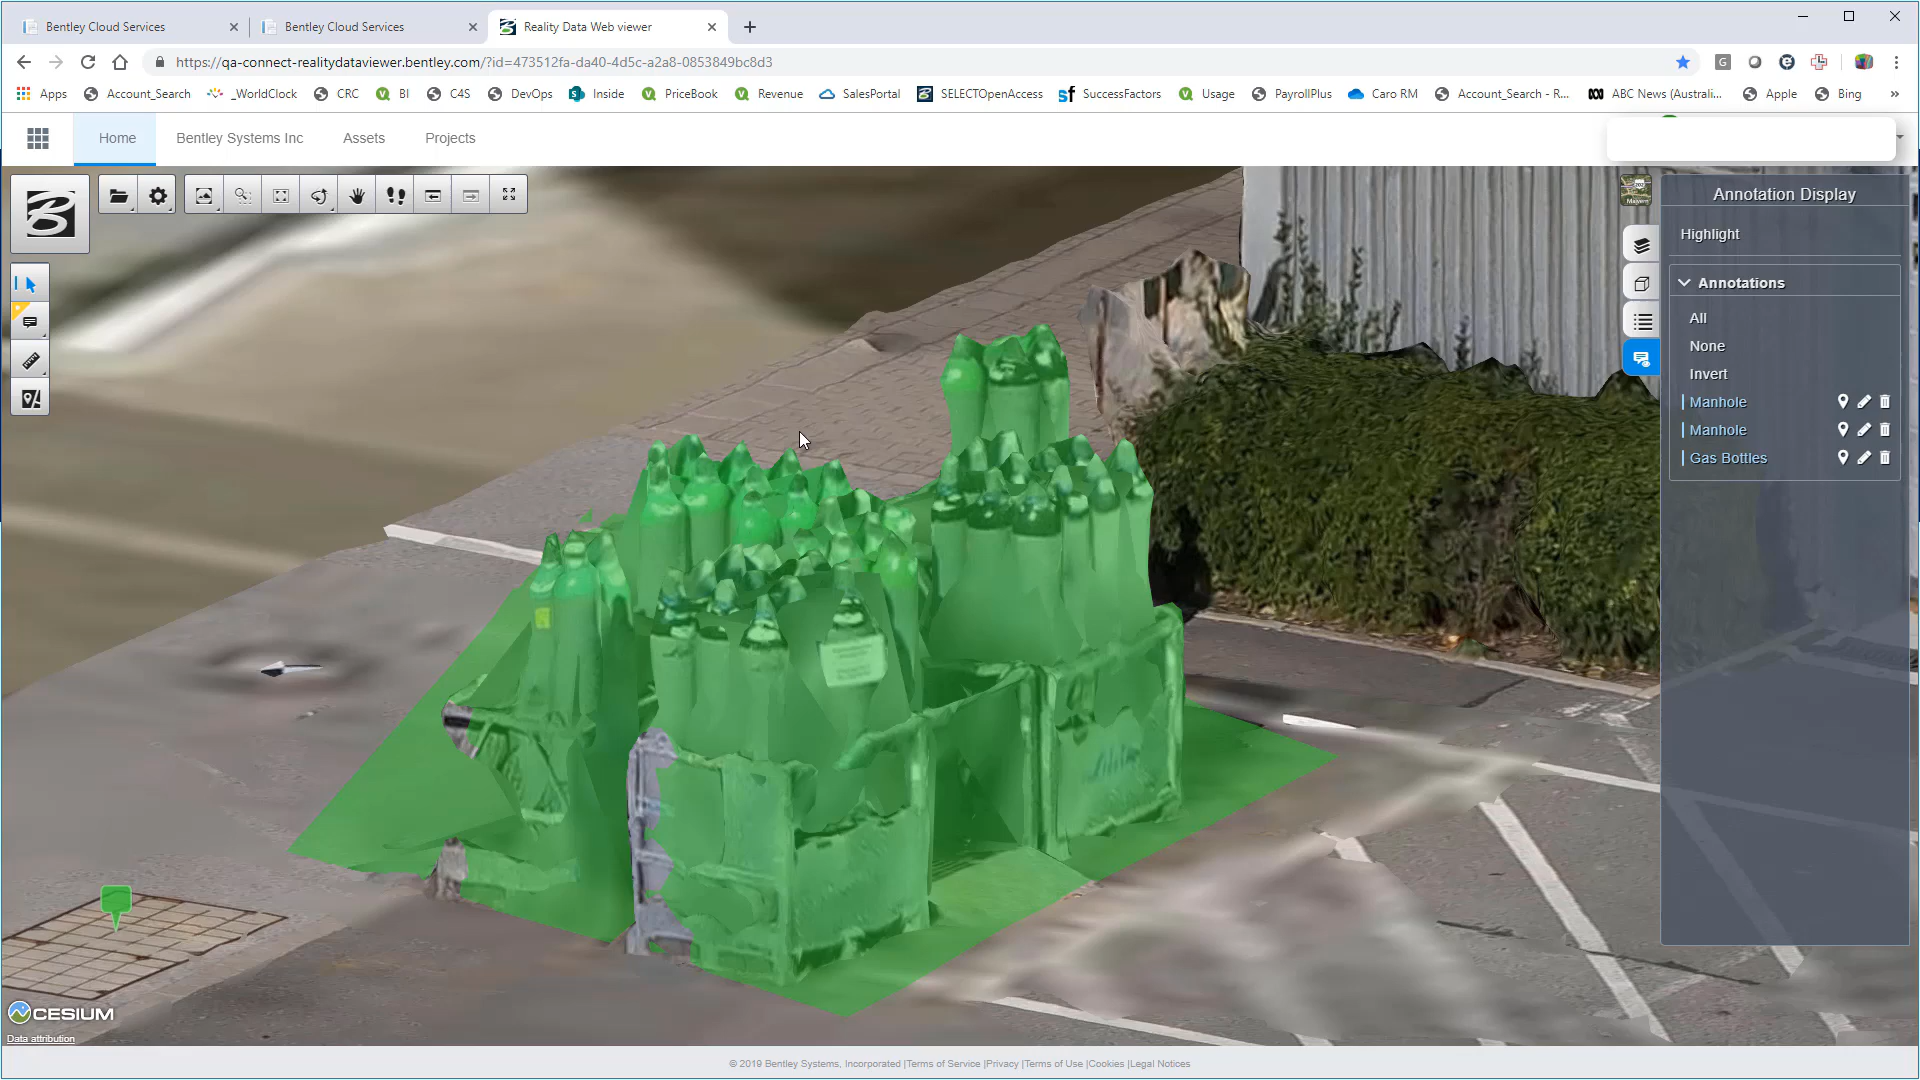 Bentley Cloud Services
Bentley Cloud Services
Reality Data Web viewer
https://qa-connect-realitydataviewer.bentley.com/?id=473512fa-da40-4d5c-a2a8-0853849bc8d3
Apps Account_Search _WorldClock CRC BI C4S DevOps Inside PriceBook Revenue SalesPortal SELECTOpenAccess SuccessFactors Usage PayrollPlus Caro RM Account_Search - R... ABC News (Australi... Apple Bing »
Home Bentley Systems Inc Assets Projects
Annotation Display
Highlight
Annotations
All
None
Invert
Manhole
Manhole
Gas Bottles
CESIUM
Data attribution
© 2019 Bentley Systems, Incorporated |Terms of Service |Privacy |Terms of Use |Cookies |Legal Notices